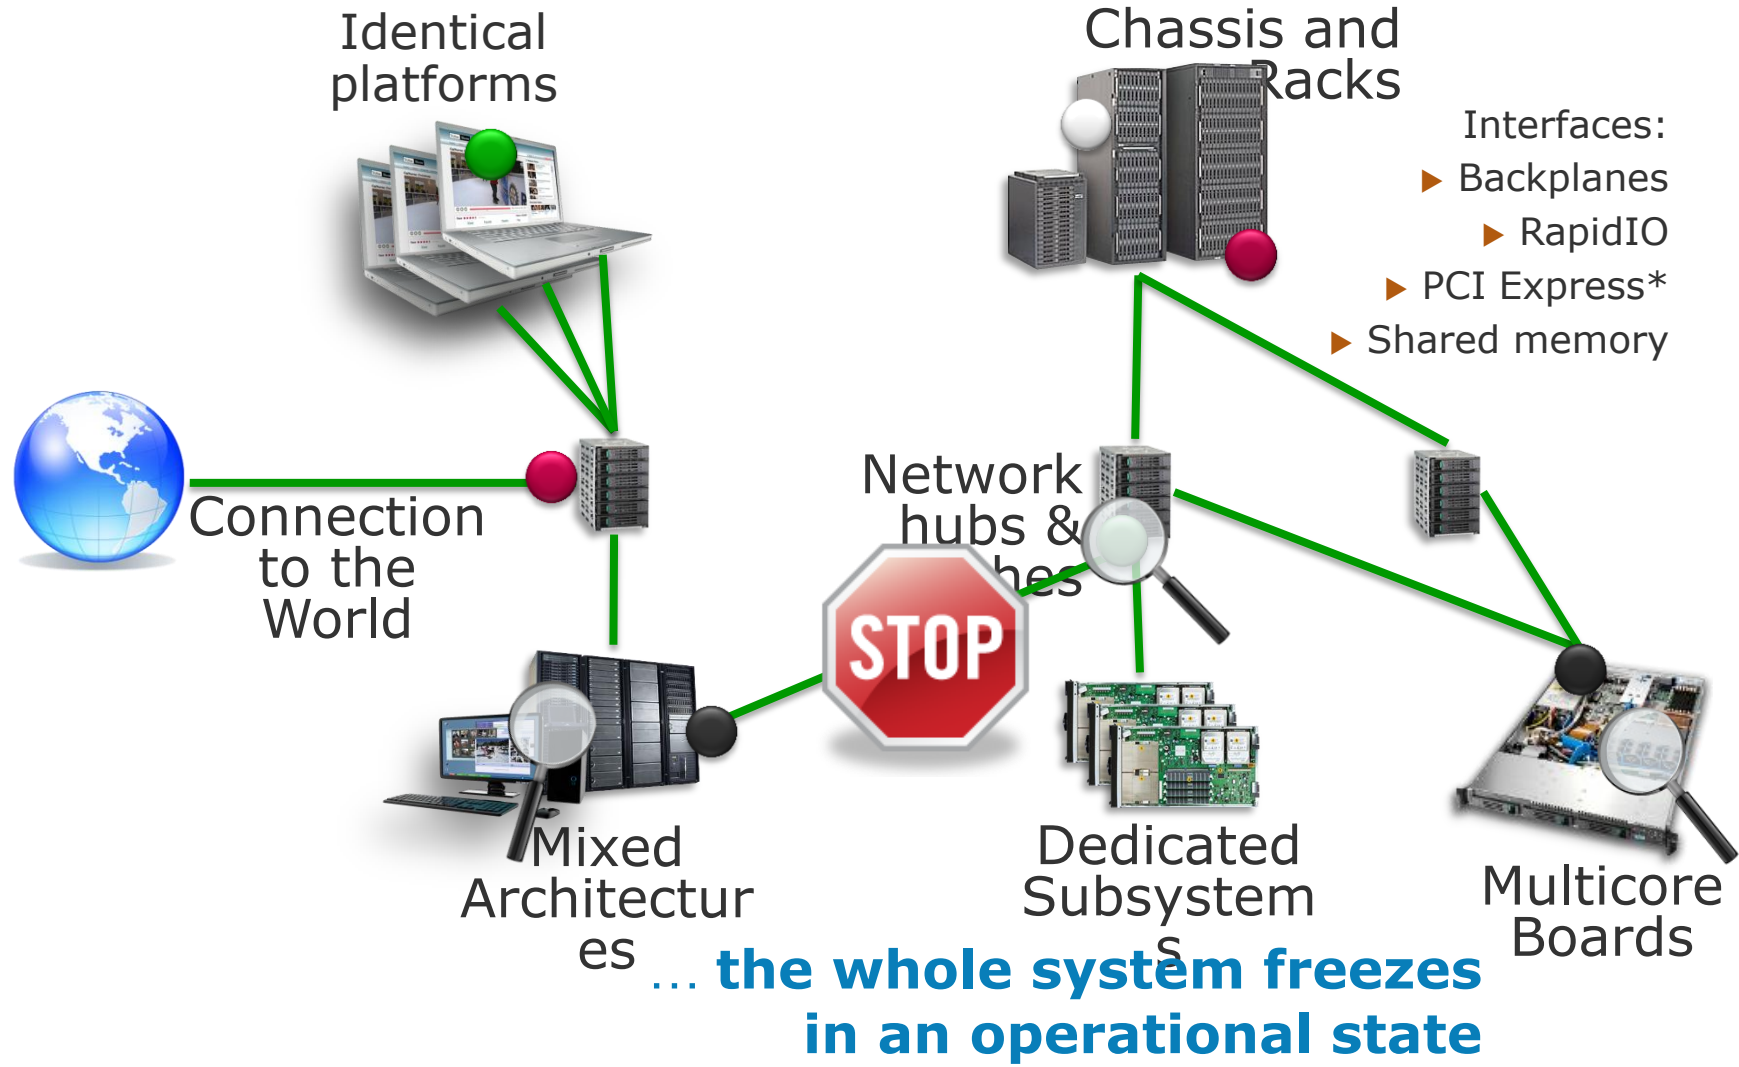 Identical
platforms
Chassis and
Racks
Interfaces:
Backplanes
RapidIO
PCI Express*
Shared memory
Connection
to the
World
Network
hubs &
STOP
Mixed
Architectur
es
Dedicated
Subsystem
s
Multicore
Boards
... the whole system freezes
in an operational state